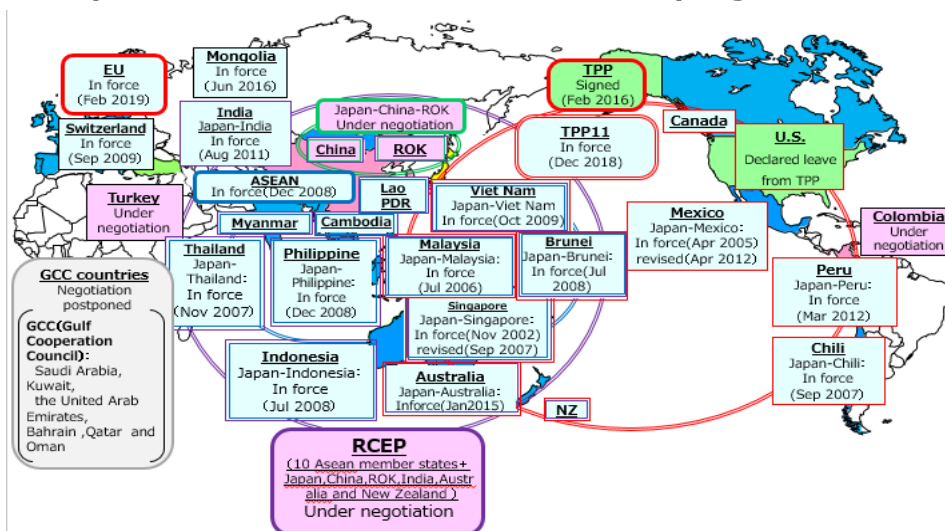 EU
In force
(Feb 2019)
Mongolia
In force
(Jun 2016)
TPP
Signed
(Feb 2016)
Switzerland
In force
(Sep 2009)
India
Japan-India
In force
(Aug 2011)
Japan-China-ROK
Under negotiation
China
ROK
TPP11
In force
(Dec 2018)
Canada
U.S.
Declared leave
from TPP
Turkey
Under
negotiation
ASEAN
In force(Dec 2008)
Lao
PDR
Myanmar
Cambodia
Viet Nam
Japan-Viet Nam
In force(Oct 2009)
Mexico
Japan-Mexico:
In force(Apr 2005)
revised(Apr 2012)
Colombia
Under
negotiation
Thailand
Japan-
Thailand:
In force
(Nov 2007)
Philippine
Japan-
Philippine:
In force
(Dec 2008)
Malaysia
Japan-
Malaysia:
In force
(Jul 2006)
Brunei
Japan-Brunei:
In force(Jul
2008)
Singapore
Japan-Singapore:
In force(Nov 2002)
revised(Sep 2007)
Peru
Japan-Peru:
In force
(Mar 2012)
GCC countries
Negotiation
postponed
GCC(Gulf
Cooperation
Council):
Saudi Arabia,
Kuwait,
the United Arab
Emirates,
Bahrain ,Qatar and
Oman
Indonesia
Japan-Indonesia:
In force
(Jul 2008)
Australia
Japan-Australia:
Inforce(Jan2015)
NZ
Chili
Japan-Chili:
In force
(Sep 2007)
RCEP
(10 Asean member states+
Japan,China,ROK,India,Austr
alia and New Zealand )
Under negotiation